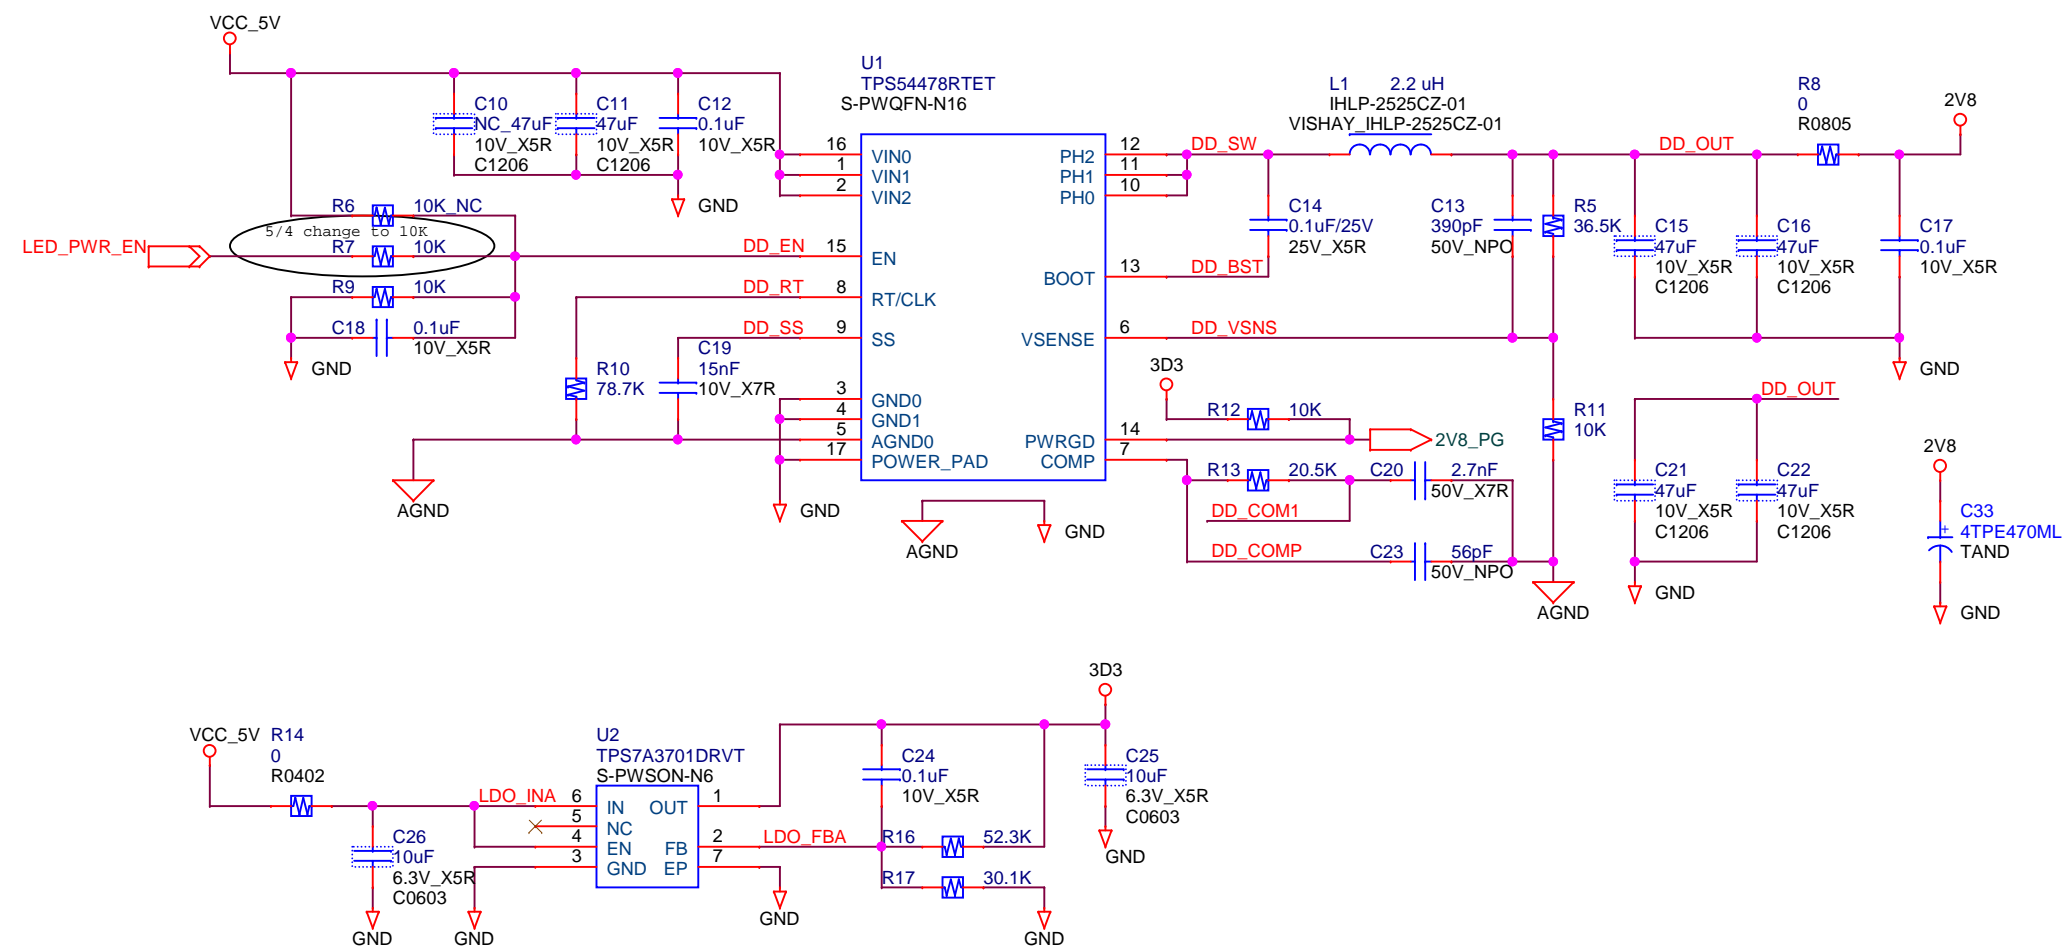 VCC_5V
U1
TPS54478RTET
S-PWQFN-N16
C10
NC_47uF
10V_X5R
C1206
C11
47uF
10V_X5R
C1206
C12
0.1uF
10V_X5R
GND
L1 2.2 uH
IHLP-2525CZ-01
VISHAY_IHLP-2525CZ-01
R8
0
R0805
2V8
16 VIN0
1 VIN1
2 VIN2
15 EN
8 RT/CLK
9 SS
3 GND0
4 GND1
5 AGND0
17 POWER_PAD
PH2 12
PH1 11
PH0 10
BOOT 13
VSENSE 6
PWRGD 14
COMP 7
DD_SW
DD_OUT
DD_BST
DD_VSNS
R6 10K_NC
5/4 change to 10K
LED_PWR_EN
R7 10K
DD_EN
R9 10K
DD_RT
C18 0.1uF
10V_X5R
DD_SS
GND
R10
78.7K
C19
15nF
10V_X7R
AGND
GND
C14
0.1uF/25V
25V_X5R
C13
390pF
50V_NPO
R5
36.5K
C15
47uF
10V_X5R
C1206
C16
47uF
10V_X5R
C1206
C17
0.1uF
10V_X5R
GND
3D3
R12 10K
2V8_PG
R13 20.5K
C20 2.7nF
50V_X7R
DD_COM1
DD_COMP
C23 56pF
50V_NPO
R11
10K
AGND
AGND
GND
DD_OUT
C21
47uF
10V_X5R
C1206
C22
47uF
10V_X5R
C1206
GND
2V8
C33
4TPE470ML
TAND
+
GND
VCC_5V
R14
0
R0402
U2
TPS7A3701DRVT
S-PWSON-N6
LDO_INA
6 IN
5 NC
4 EN
3 GND
OUT 1
FB 2
EP 7
C26
10uF
6.3V_X5R
C0603
GND
GND
GND
LDO_FBA
C24
0.1uF
10V_X5R
R16 52.3K
R17 30.1K
GND
3D3
C25
10uF
6.3V_X5R
C0603
GND